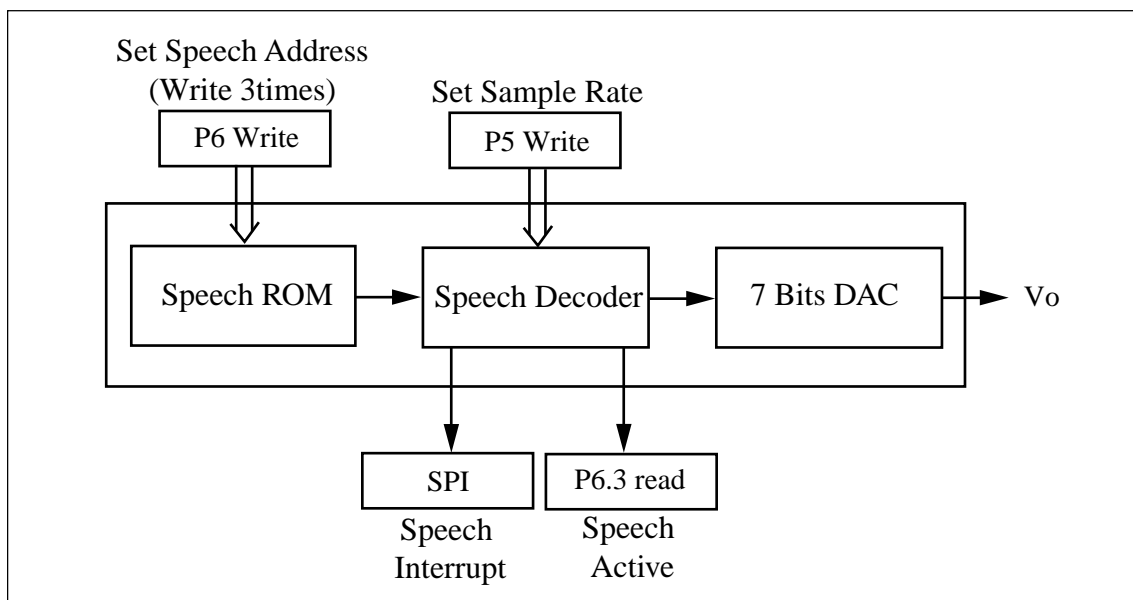 Set Speech Address
(Write 3times)
P6 Write
Set Sample Rate
P5 Write
Speech ROM
Speech Decoder
7 Bits DAC
Vo
SPI
Speech
Interrupt
P6.3 read
Speech
Active